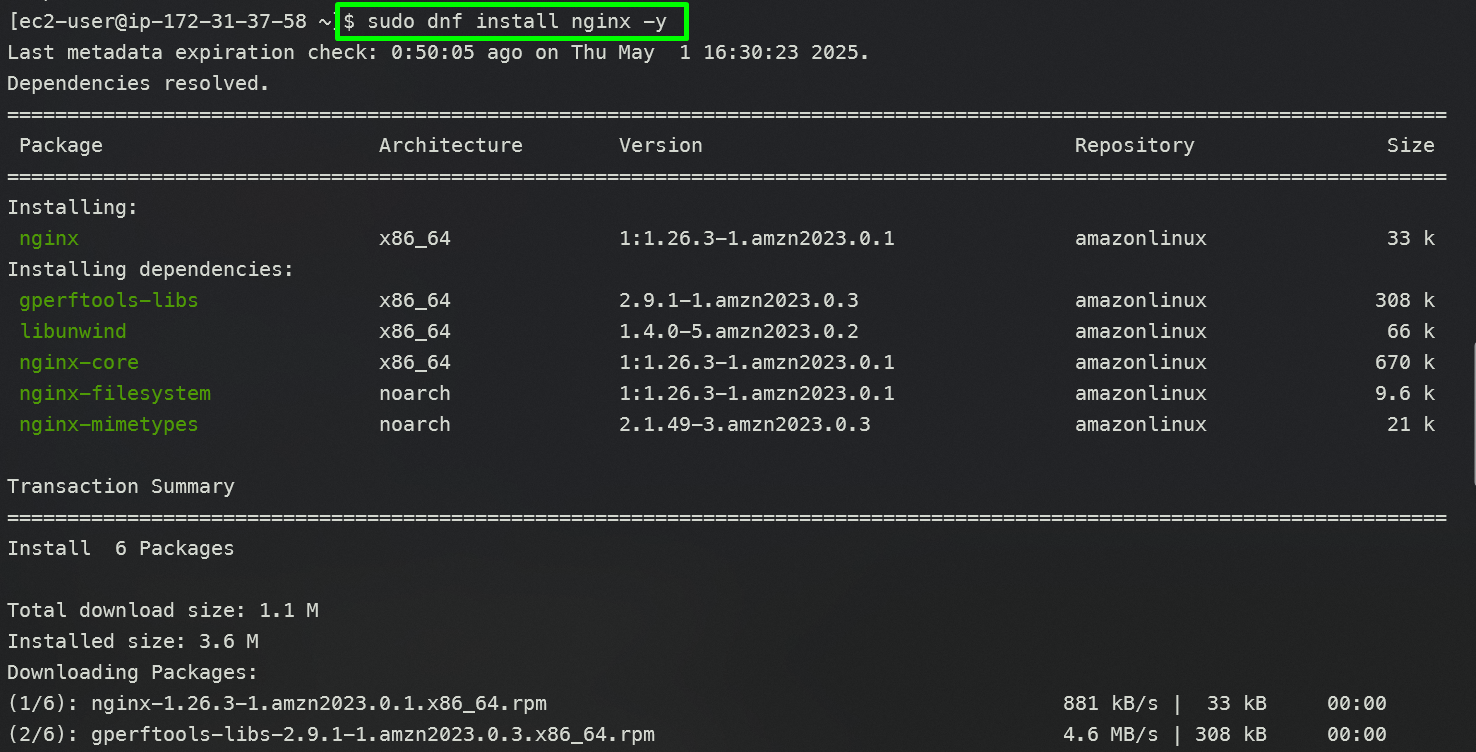 [ec2-user@ip-172-31-37-58 ~]$ sudo dnf install nginx -y
Last metadata expiration check: 0:50:05 ago on Thu May  1 16:30:23 2025.
Dependencies resolved.
========================================================================================================================
 Package                      Architecture        Version                               Repository                Size
========================================================================================================================
Installing:
 nginx                        x86_64              1:1.26.3-1.amzn2023.0.1               amazonlinux               33 k
Installing dependencies:
 gperftools-libs              x86_64              2.9.1-1.amzn2023.0.3                  amazonlinux              308 k
 libunwind                    x86_64              1.4.0-5.amzn2023.0.2                  amazonlinux               66 k
 nginx-core                   x86_64              1:1.26.3-1.amzn2023.0.1               amazonlinux              670 k
 nginx-filesystem             noarch              1:1.26.3-1.amzn2023.0.1               amazonlinux              9.6 k
 nginx-mimetypes              noarch              2.1.49-3.amzn2023.0.3                 amazonlinux               21 k
Transaction Summary
========================================================================================================================
Install  6 Packages
Total download size: 1.1 M
Installed size: 3.6 M
Downloading Packages:
(1/6): nginx-1.26.3-1.amzn2023.0.1.x86_64.rpm                                           881 kB/s |  33 kB     00:00
(2/6): gperftools-libs-2.9.1-1.amzn2023.0.3.x86_64.rpm                                  4.6 MB/s | 308 kB     00:00